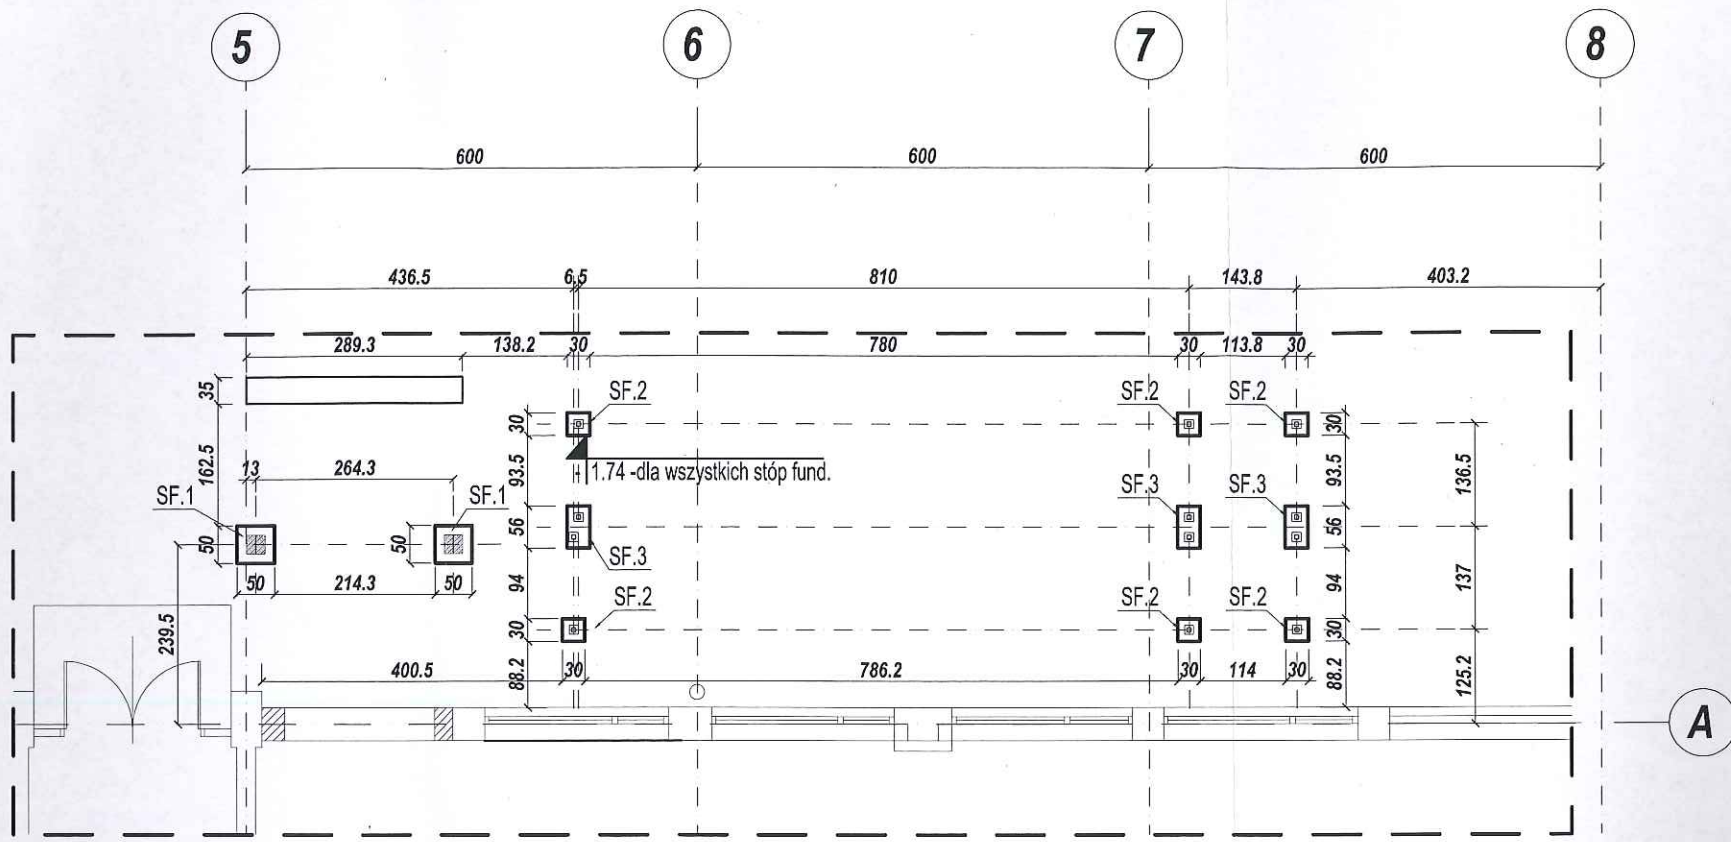 5 6 7 8
600 600 600
436.5 6.5 810 143.8 403.2
289.3 138.2 30 780 30 113.8 30
35
SF.2 SF.2 SF.2
30 30
162.5 93.5 93.5 136.5
1.74 -dla wszystkich stóp fund.
13 264.3
SF.1 SF.1 SF.3 SF.3
50 50 56 56
SF.3
50 214.3 50 94 94 137
SF.2 SF.2 SF.2
239.5 30 30
400.5 30 786.2 30 114 30
88.2 88.2 125.2
A